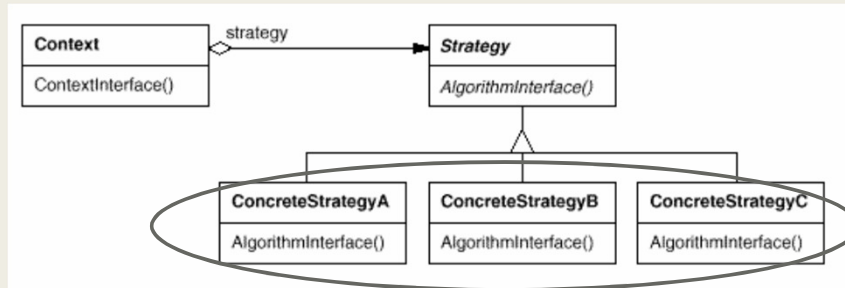 strategy
Context
Strategy
ContextInterface()
AlgorithmInterface()
ConcreteStrategyA
ConcreteStrategyB
ConcreteStrategyC
AlgorithmInterface()
AlgorithmInterface()
AlgorithmInterface()